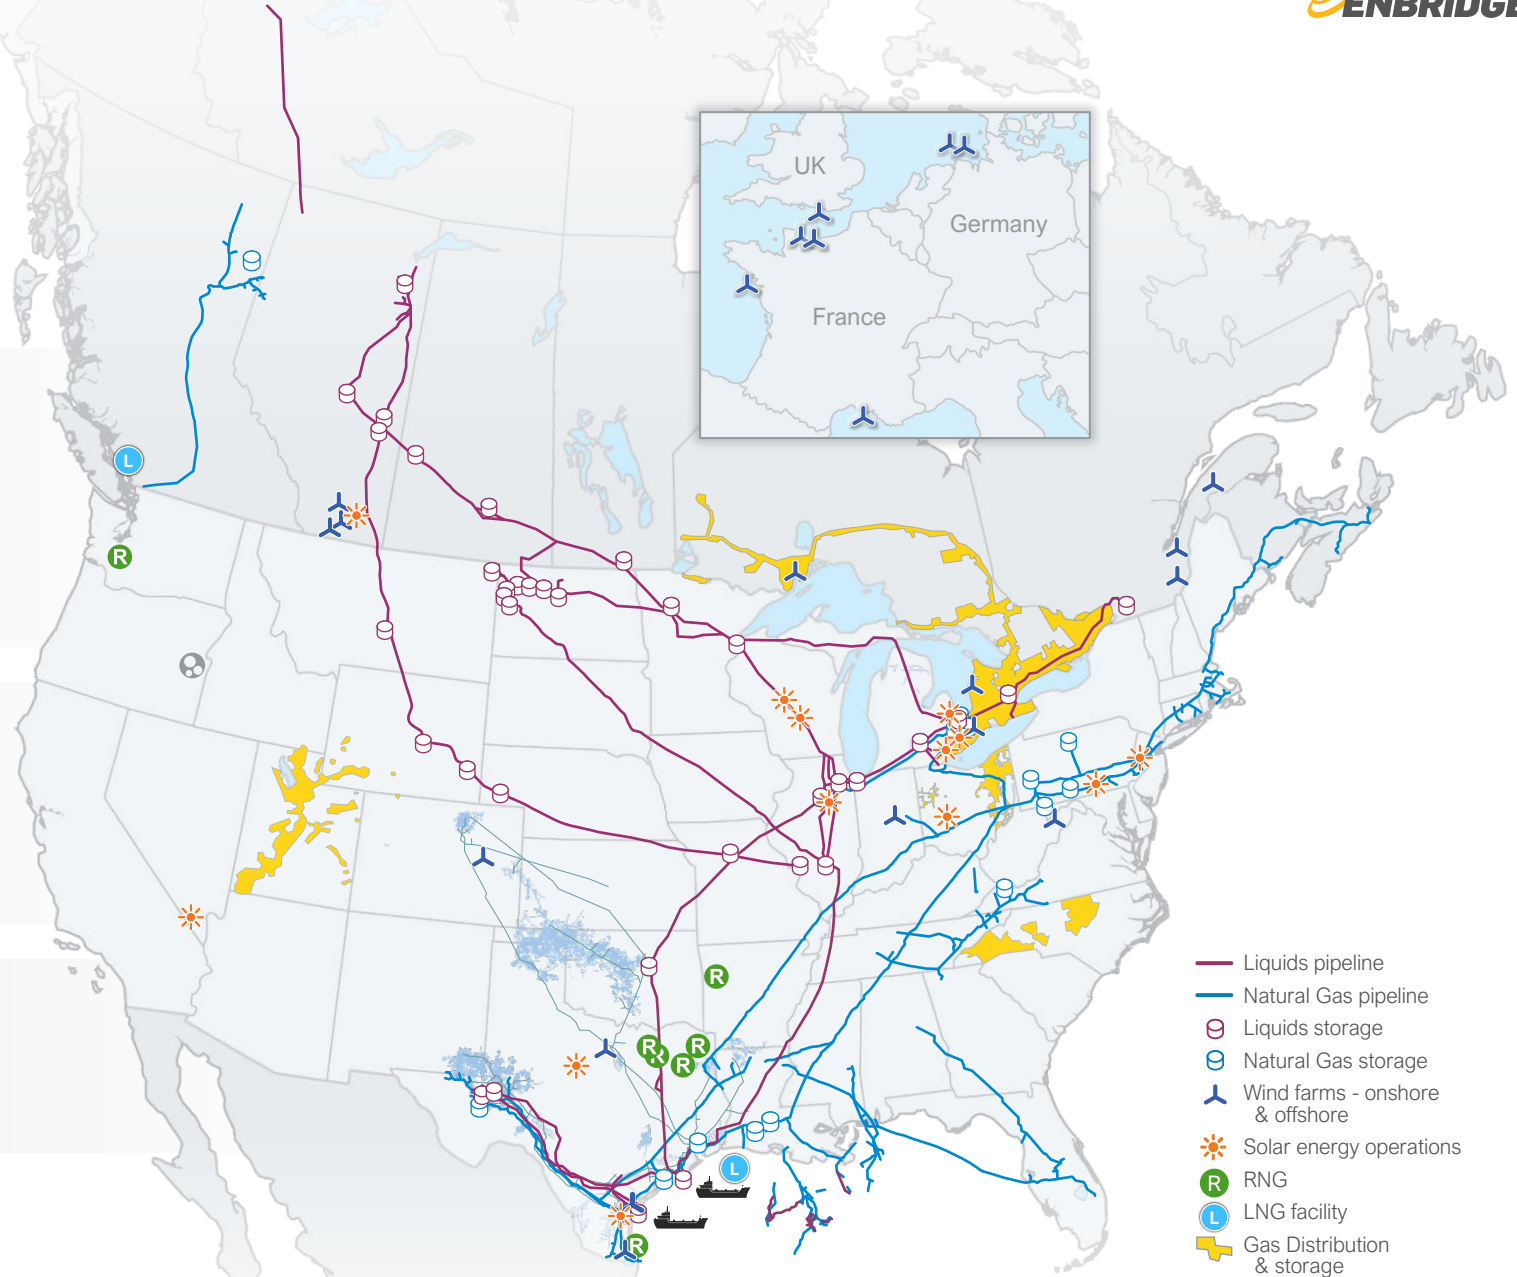 ENBRIDGE
UK
Germany
France
L
R
R
R
R
R
R
L
R
Liquids pipeline
Natural Gas pipeline
Liquids storage
Natural Gas storage
Wind farms - onshore
& offshore
Solar energy operations
R RNG
L LNG facility
Gas Distribution
& storage